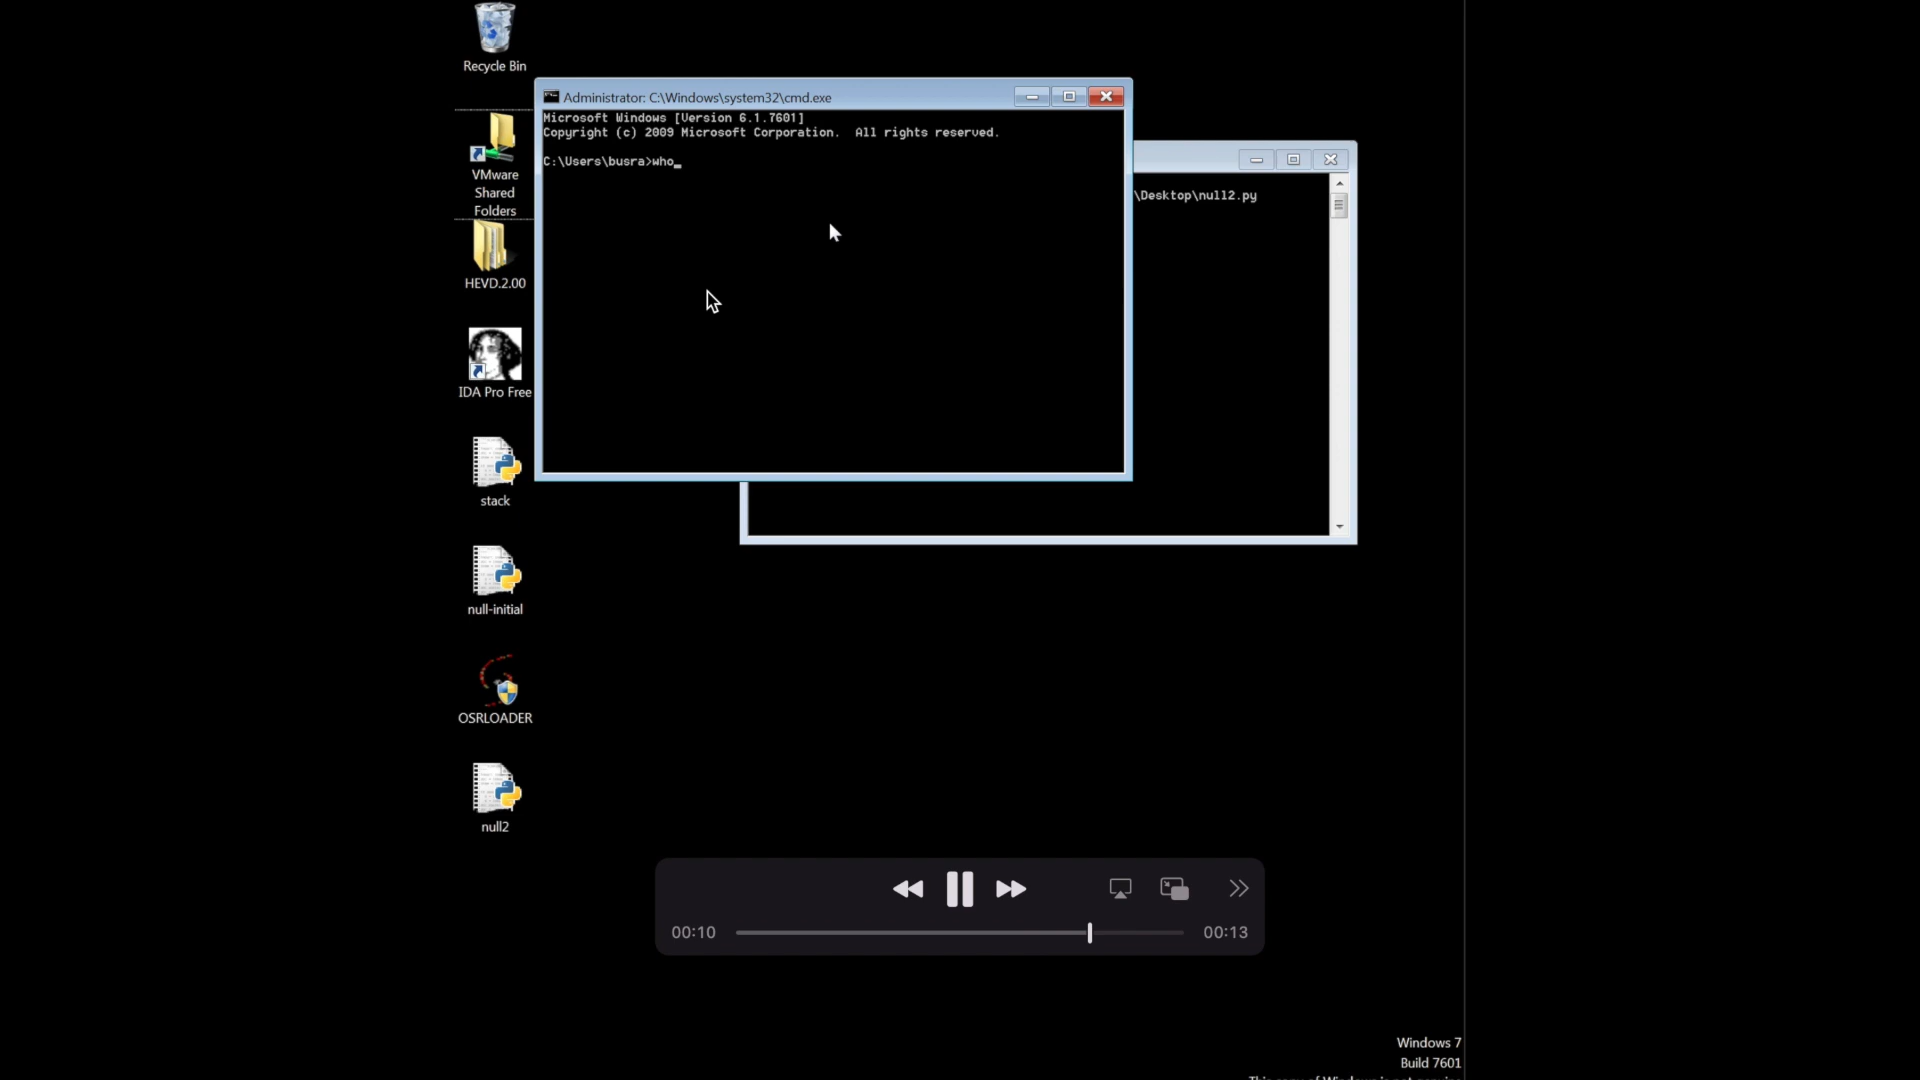 Recycle Bin
VMware
Shared
Folders
HEVD.2.00
IDA Pro Free
stack
null-initial
OSRLOADER
null2
Administrator: C:\Windows\system32\cmd.exe
Microsoft Windows [Version 6.1.7601]
Copyright (c) 2009 Microsoft Corporation.  All rights reserved.
C:\Users\busra>who_
\Desktop\null2.py
00:10
00:13
Windows 7
Build 7601